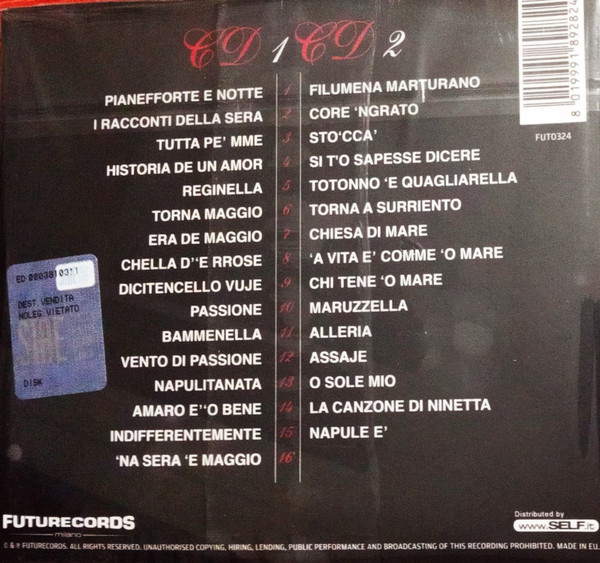 CD 1 CD 2
PIANEFFORTE E NOTTE 1 FILUMENA MARTURANO
I RACCONTI DELLA SERA 2 CORE 'NGRATO
TUTTA PE' MME 3 STO'CCA'
HISTORIA DE UN AMOR 4 SI T'O SAPESSE DICERE
REGINELLA 5 TOTONNO 'E QUAGLIARELLA
TORNA MAGGIO 6 TORNA A SURRIENTO
ERA DE MAGGIO 7 CHIESA DI MARE
CHELLA D''E RROSE 8 'A VITA E' COMME 'O MARE
DICITENCELLO VUJE 9 CHI TENE 'O MARE
PASSIONE 10 MARUZZELLA
BAMMENELLA 11 ALLERIA
VENTO DI PASSIONE 12 ASSAJE
NAPULITANATA 13 O SOLE MIO
AMARO E''O BENE 14 LA CANZONE DI NINETTA
INDIFFERENTEMENTE 15 NAPULE E'
'NA SERA 'E MAGGIO 16
8 019991 892824
FUT0324
DEST.VENDITA
NOLEG.VIETATO
SIAE
DISK
FUTURECORDS
milano
Distributed by
www.SELF.it
© & ℗ FUTURECORDS. ALL RIGHTS RESERVED. UNAUTHORISED COPYING, HIRING, LENDING, PUBLIC PERFORMANCE AND BROADCASTING OF THIS RECORDING PROHIBITED. MADE IN EU.